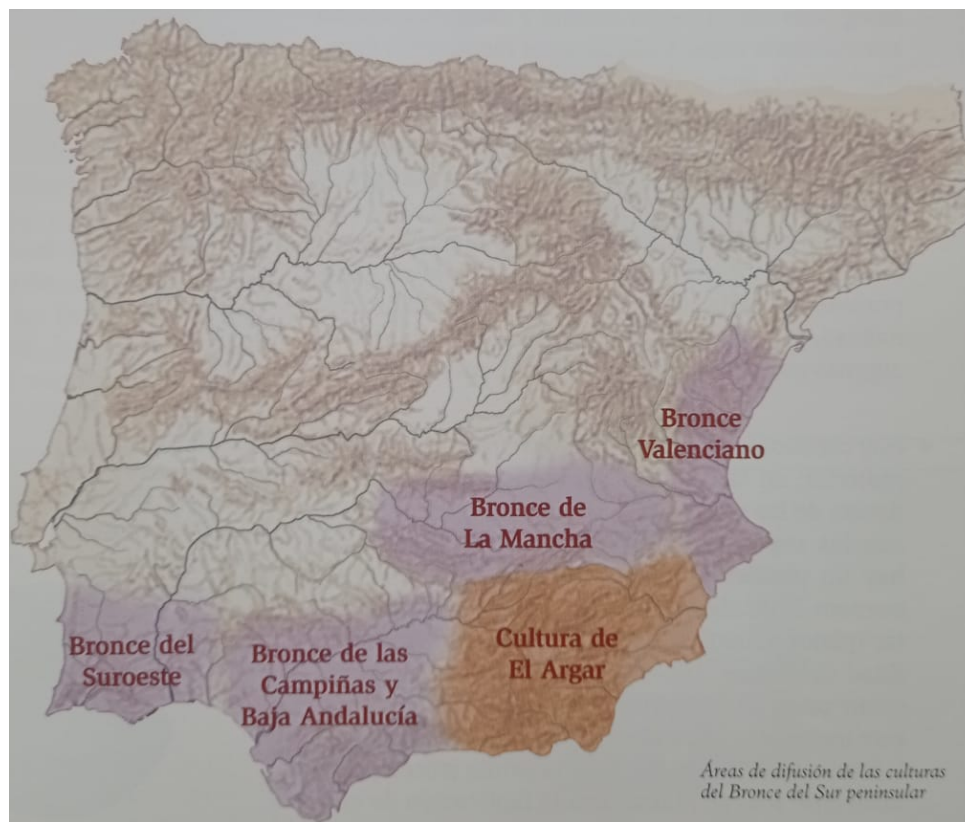 Bronce
Valenciano
Bronce de
La Mancha
Bronce del
Suroeste
Bronce de las
Campiñas y
Baja Andalucía
Cultura de
El Argar
Áreas de difusión de las culturas
del Bronce del Sur peninsular